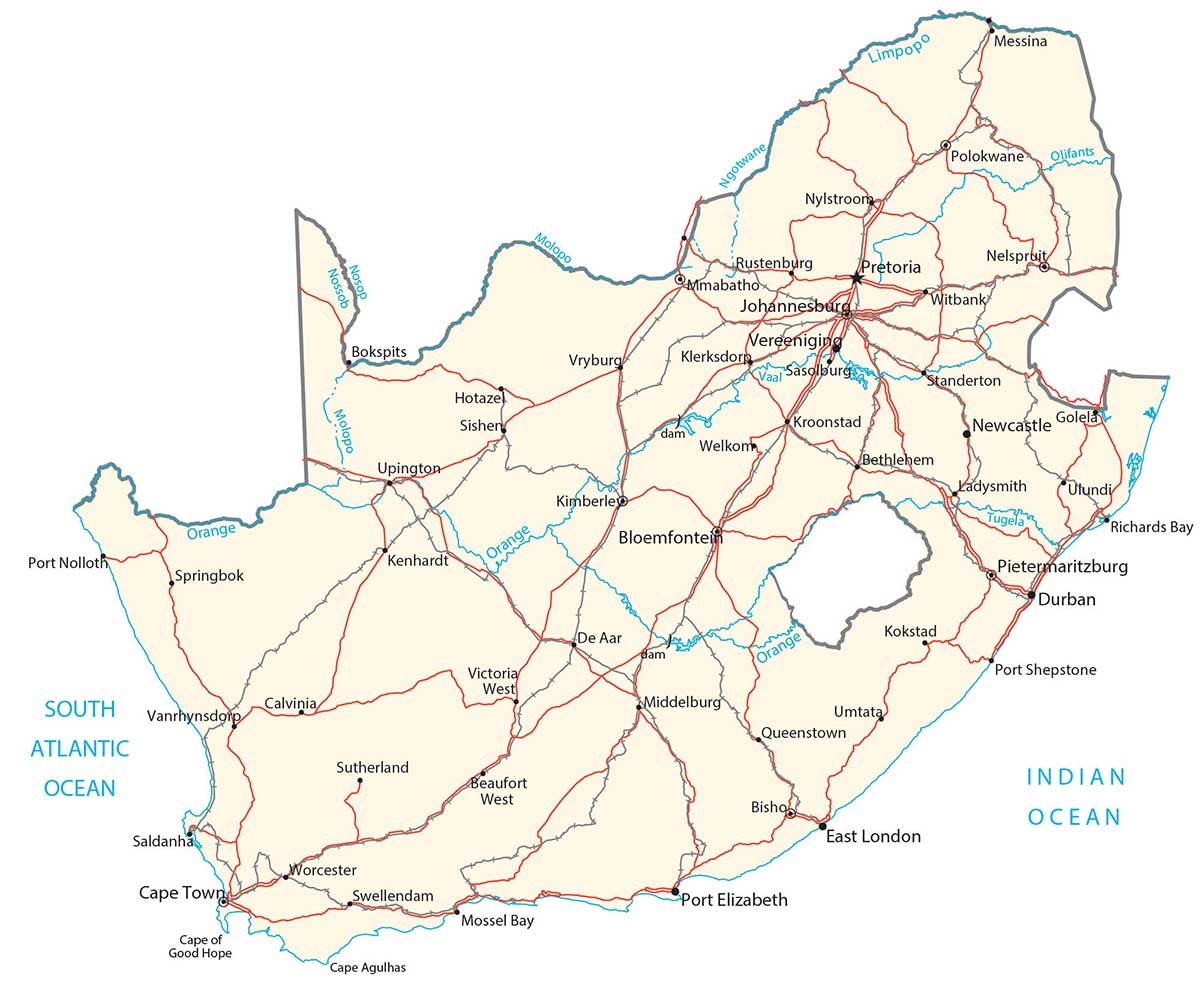 Messina
Limpopo
Polokwane
Olifants
Ngotwane
Nylstroom
Molopo
Nossob
Nosop
Rustenburg
Pretoria
Nelspruit
Mmabatho
Johannesburg
Witbank
Bokspits
Vryburg
Klerksdorp
Vereeniging
Vaal
Sasolburg
Standerton
Hotazel
Sishen
Molopo
dam
Welkom
Kroonstad
Newcastle
Golela
Upington
Bethlehem
Kimberley
Ladysmith
Ulundi
Orange
Orange
Bloemfontein
Tugela
Richards Bay
Port Nolloth
Springbok
Kenhardt
Pietermaritzburg
Durban
De Aar
dam
Orange
Kokstad
Port Shepstone
Victoria
West
Calvinia
Vanrhynsdorp
Middelburg
Umtata
SOUTH
ATLANTIC
OCEAN
Queenstown
Sutherland
Beaufort
West
INDIAN
OCEAN
Bisho
East London
Saldanha
Worcester
Cape Town
Swellendam
Port Elizabeth
Mossel Bay
Cape of
Good Hope
Cape Agulhas